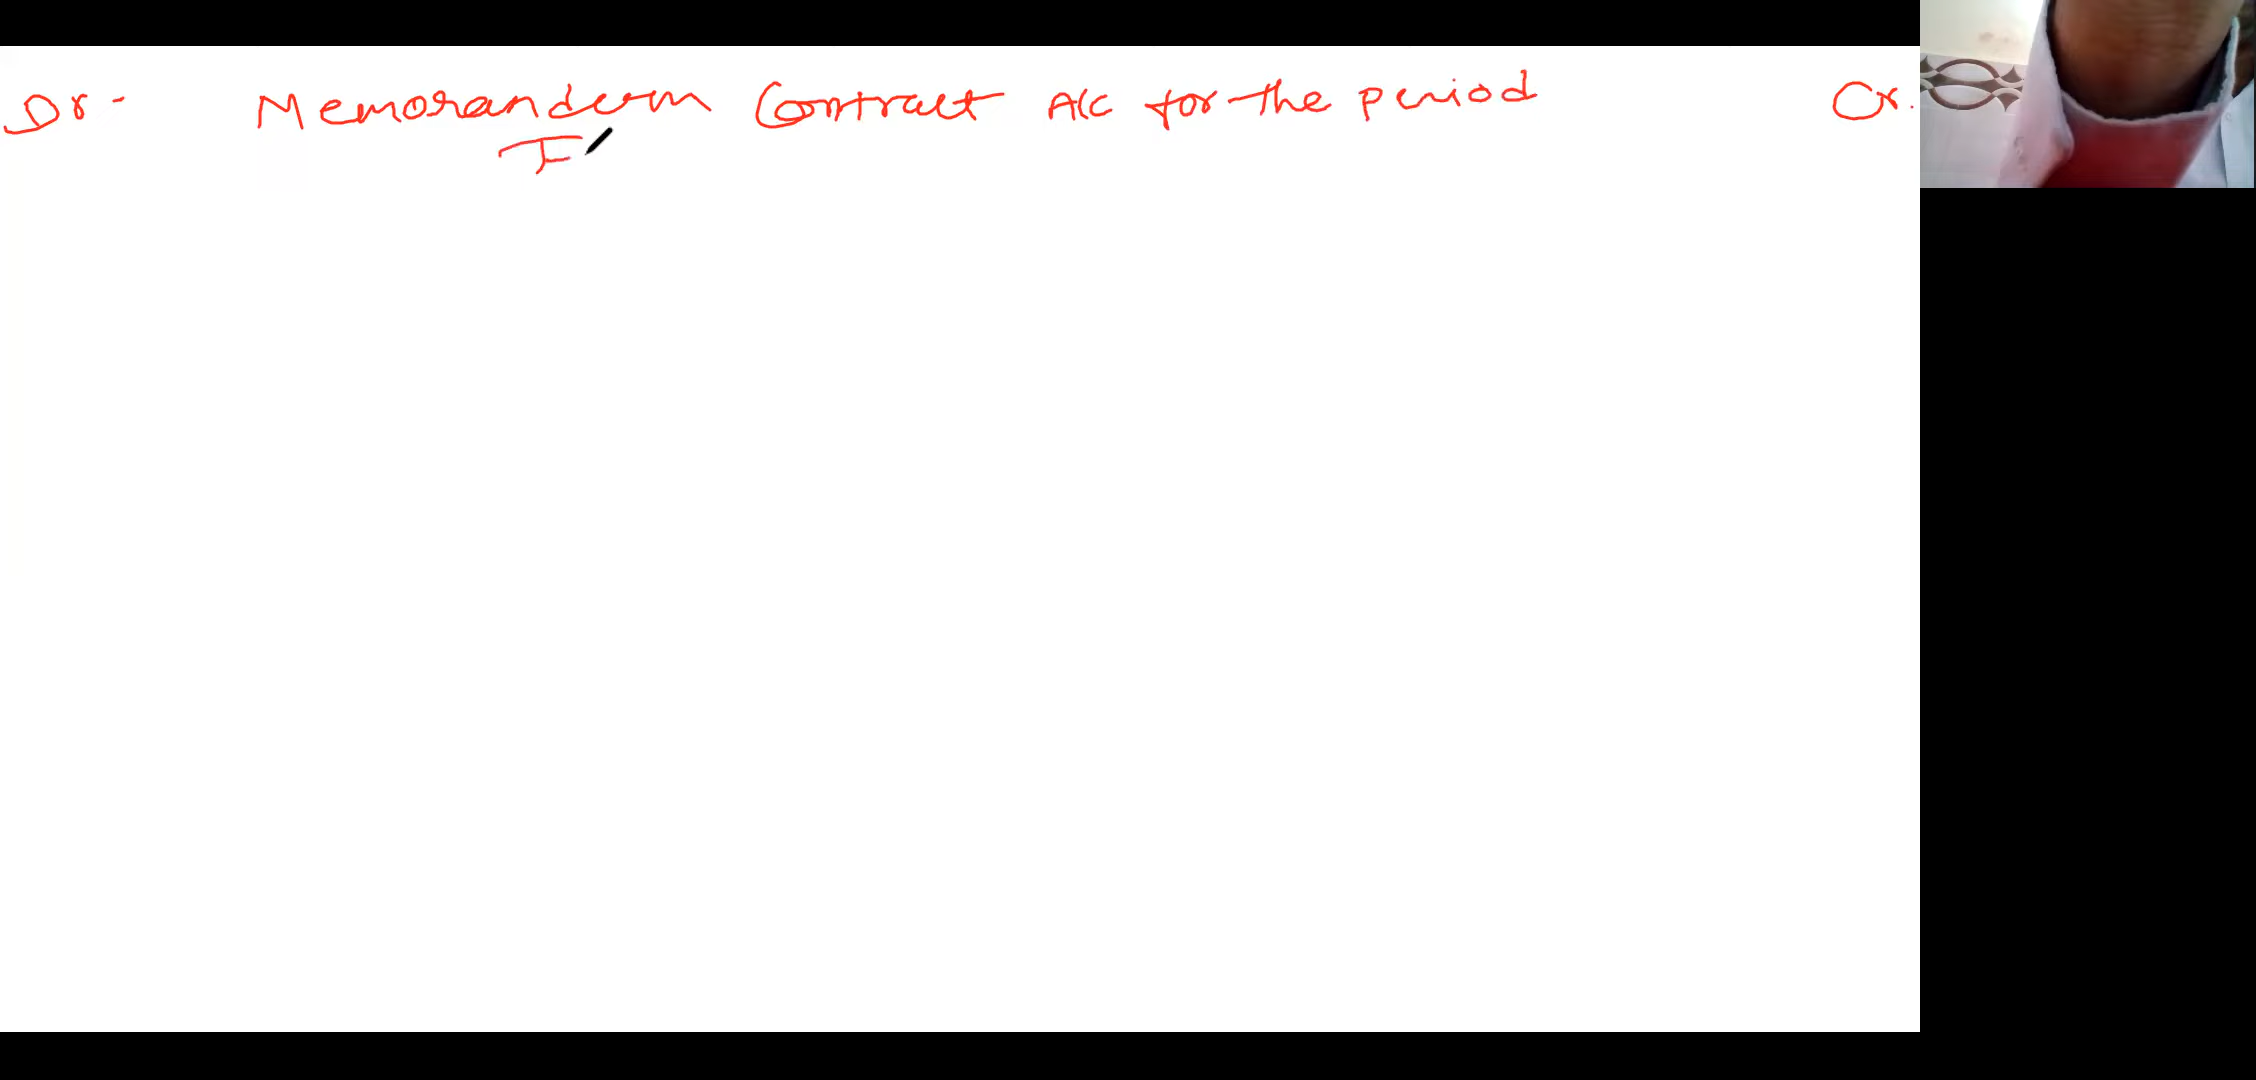 Dr. Memorandum Contract A/C for the period Cr.